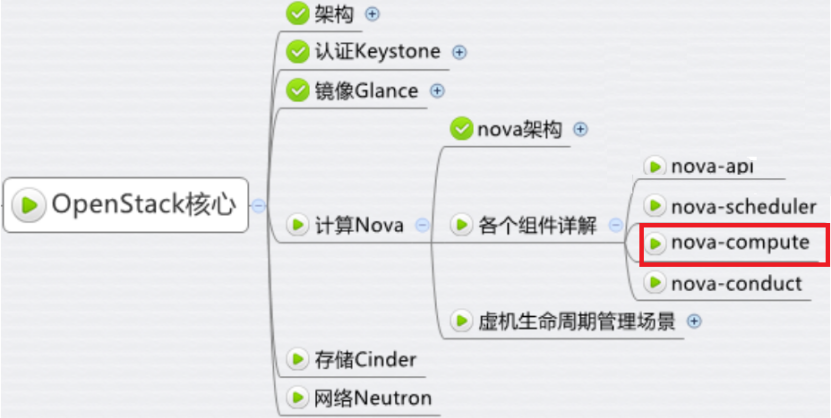 架构
认证Keystone
镜像Glance
nova架构
nova-api
OpenStack核心
nova-scheduler
计算Nova
各个组件详解
nova-compute
nova-conduct
虚机生命周期管理场景
存储Cinder
网络Neutron